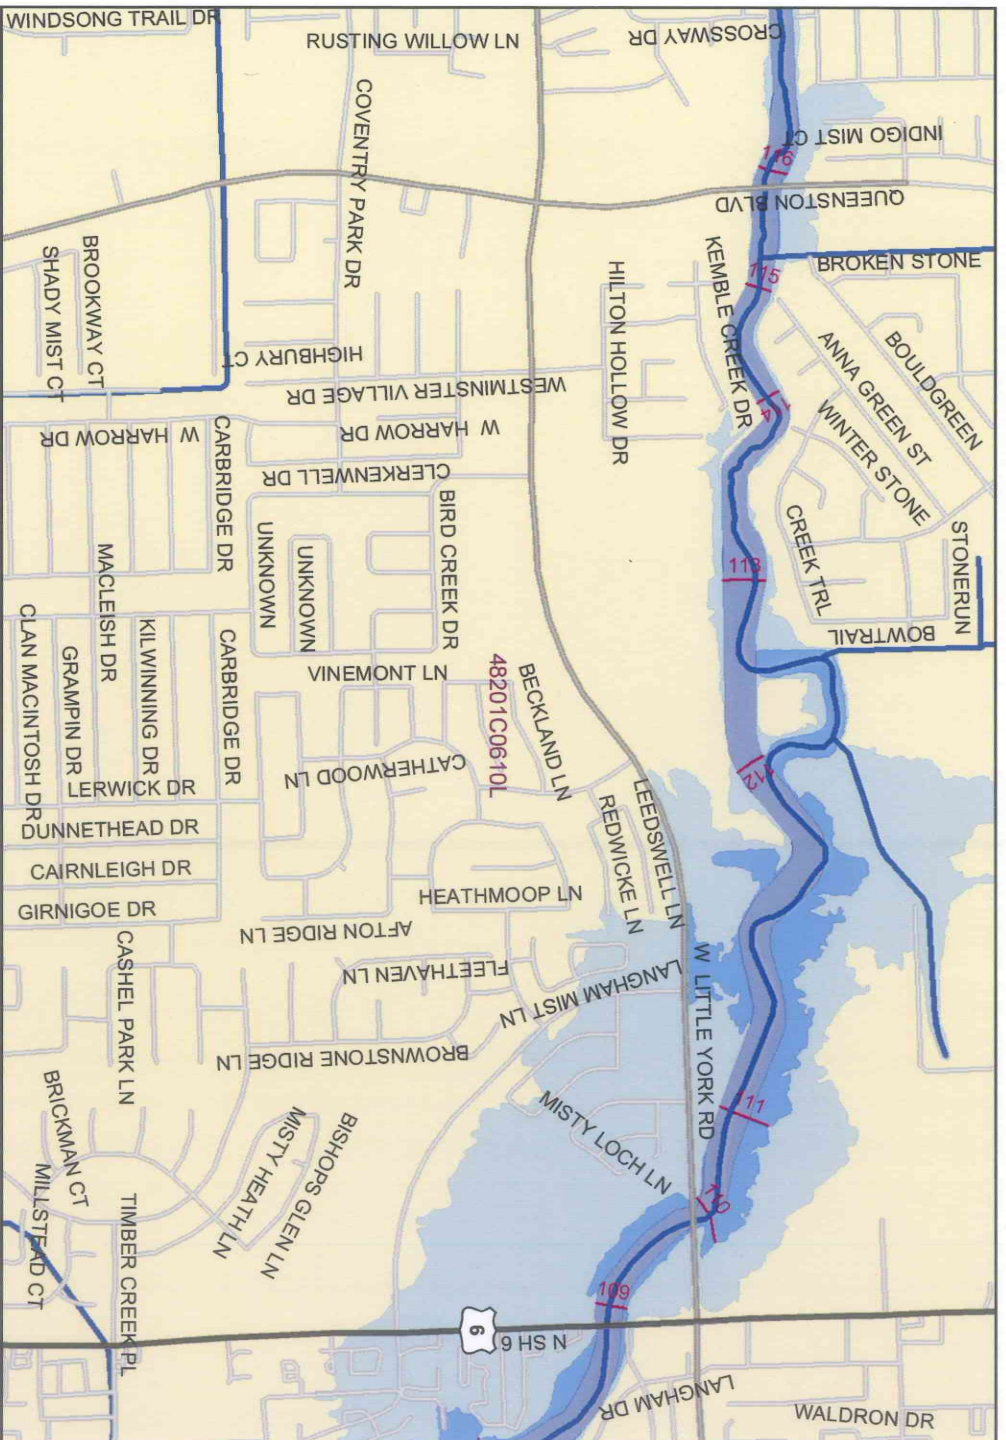 WINDSONG TRAIL DR
RUSTING WILLOW LN
CROSSWAY DR
COVENTRY PARK DR
INDIGO MIST CT
116
QUEENSTON BLVD
BROOKWAY CT
SHADY MIST CT
KEMBLE CREEK DR
HILTON HOLLOW DR
115
BROKEN STONE
BOULDGREEN
ANNA GREEN ST
WINTER STONE
HIGHBURY CT
WESTMINSTER VILLAGE DR
114
W HARROW DR
W HARROW DR
CARBRIDGE DR
CLERKENWELL DR
BIRD CREEK DR
UNKNOWN
UNKNOWN
MACLEISH DR
113
CREEK TRL
STONERUN
BOWTRAIL
CLAN MACINTOSH DR
GRAMPIN DR
KILWINNING DR
CARBRIDGE DR
VINEMONT LN
48201C0610L
BECKLAND LN
CATHERWOOD LN
112
LERWICK DR
LEEDSWELL LN
REDWICKE LN
DUNNETHEAD DR
CAIRNLEIGH DR
GIRNIGOE DR
HEATHMOOP LN
AFTON RIDGE LN
CASHEL PARK LN
FLEETHAVEN LN
LANGHAM MIST LN
W LITTLE YORK RD
BROWNSTONE RIDGE LN
BRICKMAN CT
MISTY LOCH LN
111
MISTY HEATH LN
BISHOPS GLEN LN
MILLSTEAD CT
TIMBER CREEK PL
110
109
6
N SH 6
LANGHAM DR
WALDRON DR